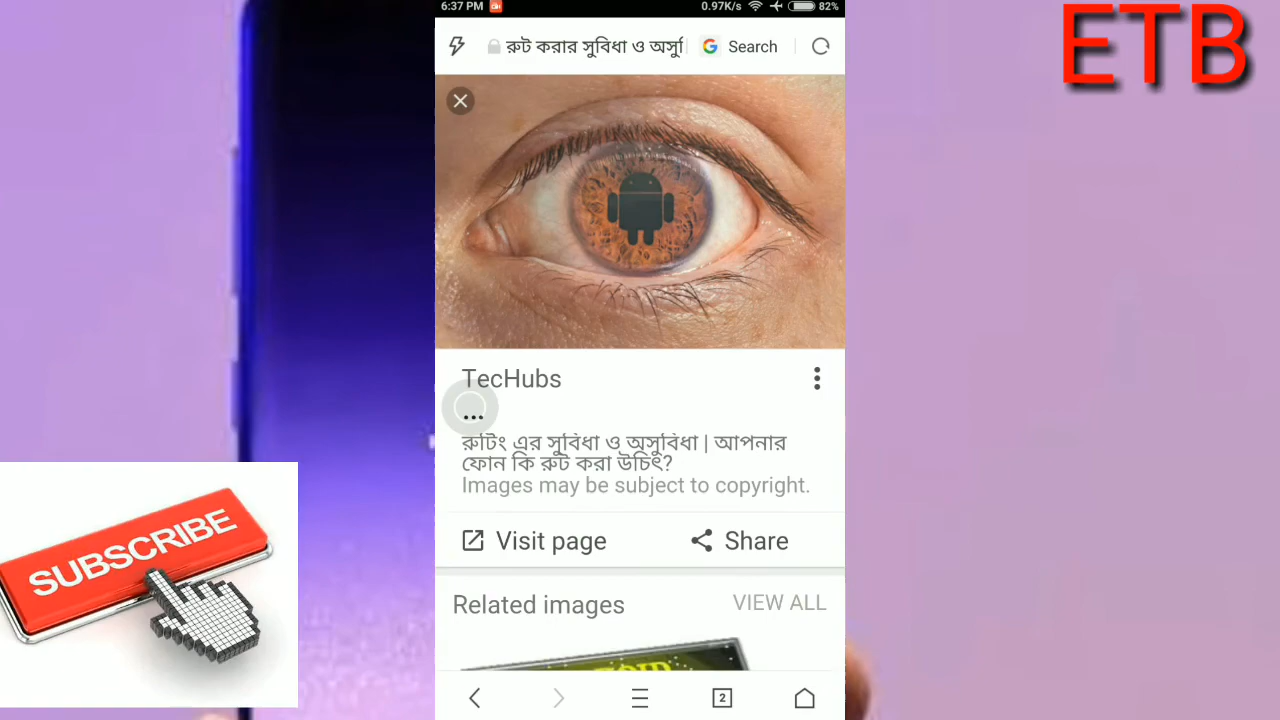 6:37 PM 0.97K/s 82%
রুট করার সুবিধা ও অসুি Search
ETB
TecHubs
...
রুটিং এর সুবিধা ও অসুবিধা | আপনার
ফোন কি রুট করা উচিৎ?
Images may be subject to copyright.
Visit page Share
Related images VIEW ALL
SUBSCRIBE
2